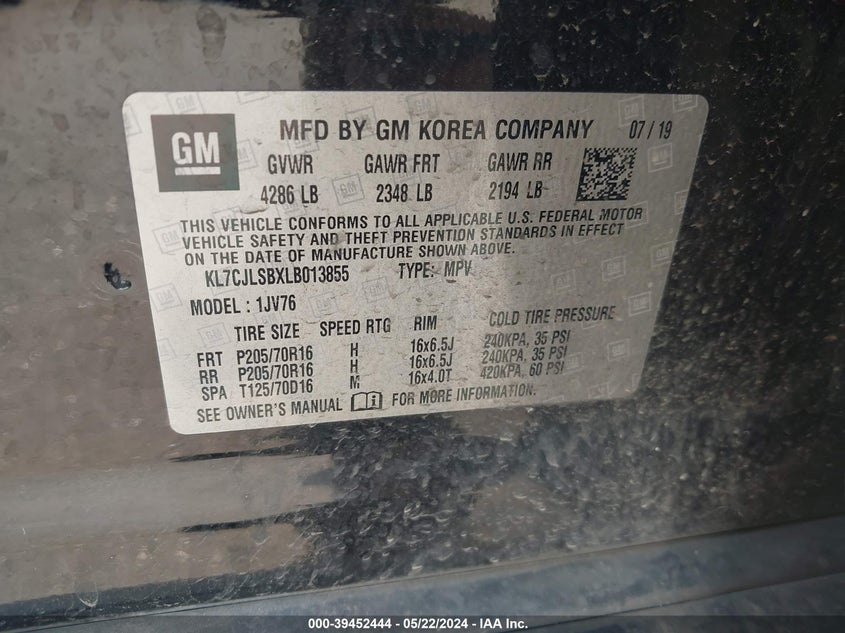 GM MFD BY GM KOREA COMPANY 07/19
GVWR GAWR FRT GAWR RR
4286 LB 2348 LB 2194 LB
THIS VEHICLE CONFORMS TO ALL APPLICABLE U.S. FEDERAL MOTOR
VEHICLE SAFETY AND THEFT PREVENTION STANDARDS IN EFFECT
ON THE DATE OF MANUFACTURE SHOWN ABOVE.
KL7CJLSBXLB013855 TYPE: MPV
MODEL : 1JV76
TIRE SIZE SPEED RTG RIM COLD TIRE PRESSURE
FRT P205/70R16 H 16x6.5J 240KPA, 35 PSI
RR P205/70R16 H 16x6.5J 240KPA, 35 PSI
SPA T125/70D16 M 16x4.0T 420KPA, 60 PSI
SEE OWNER'S MANUAL FOR MORE INFORMATION.
000-39452444 - 05/22/2024 - IAA Inc.